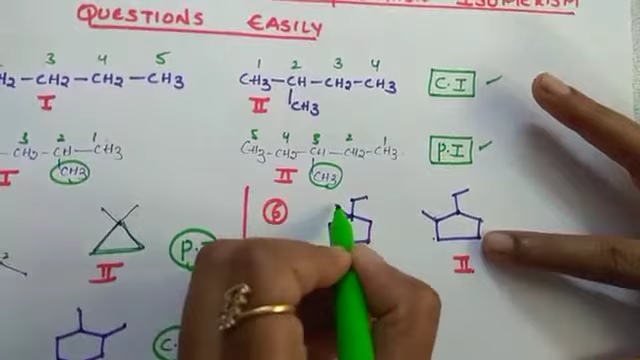 QUESTIONS EASILY
ISOMERISM
3 4 5
-CH2-CH2-CH3
I
1 2 3 4
CH3-CH-CH2-CH3
CH3
II
C.I ✓
3 2 1
-CH2-CH-CH3
CH3
I
5 4 3 2 1
CH3-CH2-CH-CH2-CH3
CH3
II
P.I ✓
II
P.
6
II
C.